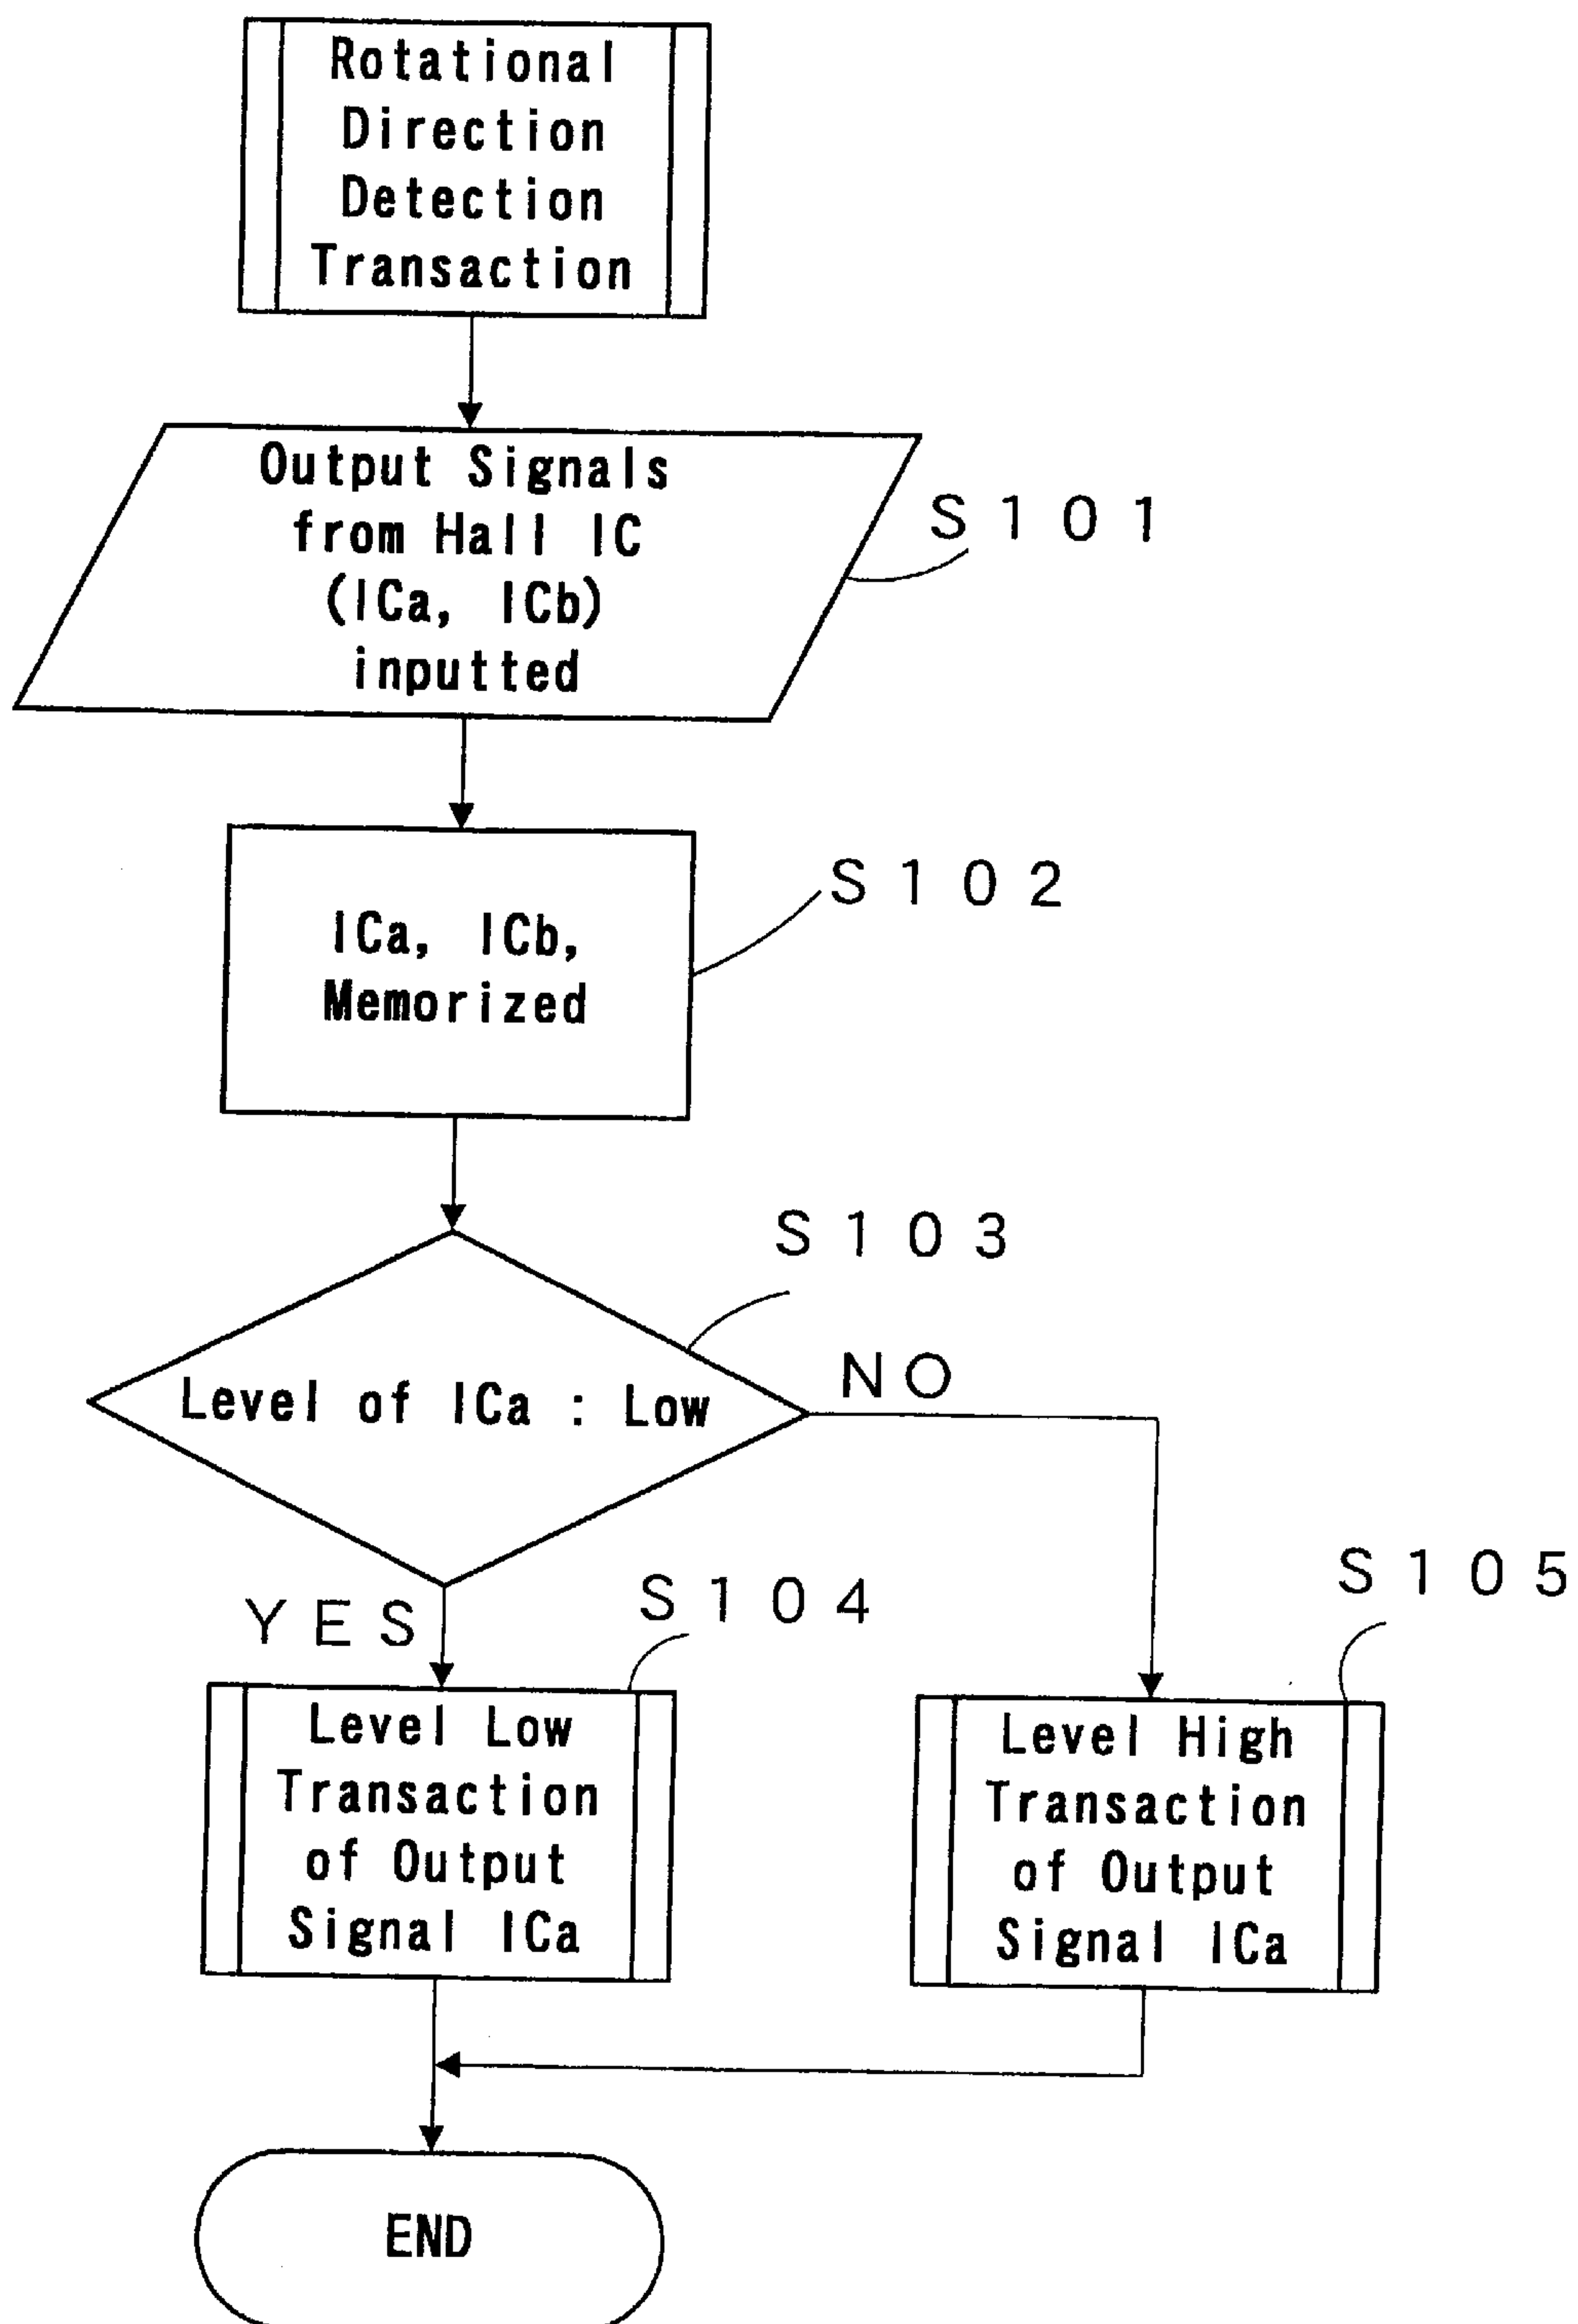 Rotational
Direction
Detection
Transaction
Output Signals
from Hall IC
(ICa, ICb)
inputted
S101
ICa, ICb,
Memorized
S102
S103
Level of ICa : Low
NO
YES
S104
Level Low
Transaction
of Output
Signal ICa
S105
Level High
Transaction
of Output
Signal ICa
END